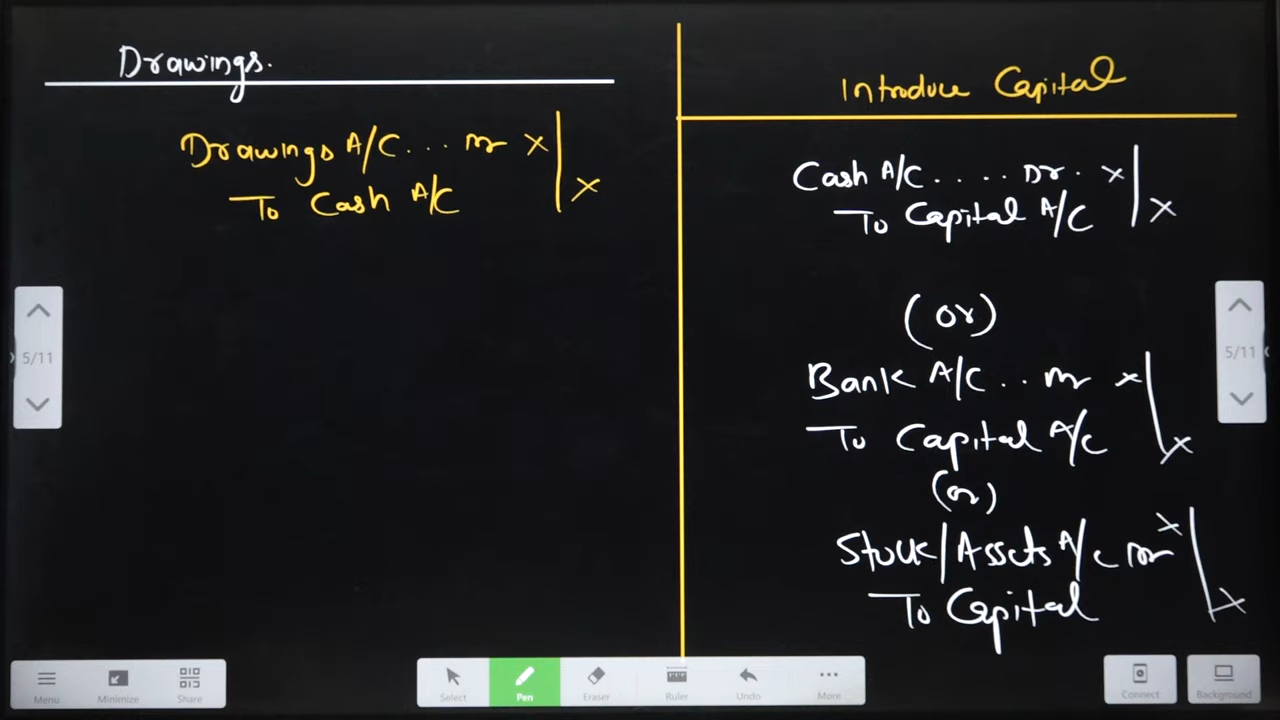 Drawings.
Drawings A/C ... Dr X
To Cash A/C X
Introduce Capital
Cash A/C .... Dr. X
To Capital A/C X
(or)
Bank A/C .. Dr X
To Capital A/C X
(or)
Stock/Assets A/C Dr X
To Capital X
5/11
5/11
Menu
Minimize
Share
Select
Pen
Eraser
Ruler
Undo
More
Connect
Background